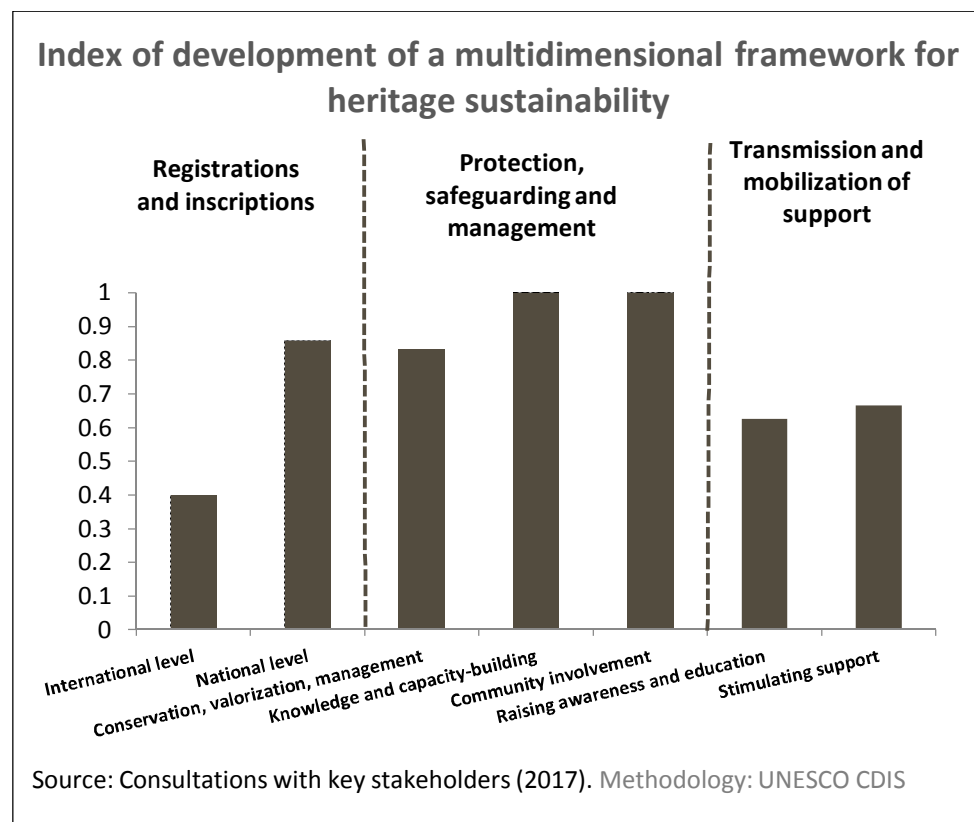 Index of development of a multidimensional framework for
heritage sustainability
Registrations
and inscriptions
Protection,
safeguarding and
management
Transmission and
mobilization of
support
1
0.9
0.8
0.7
0.6
0.5
0.4
0.3
0.2
0.1
0
International level
National level
Conservation, valorization, management
Knowledge and capacity-building
Community involvement
Raising awareness and education
Stimulating support
Source: Consultations with key stakeholders (2017). Methodology: UNESCO CDIS